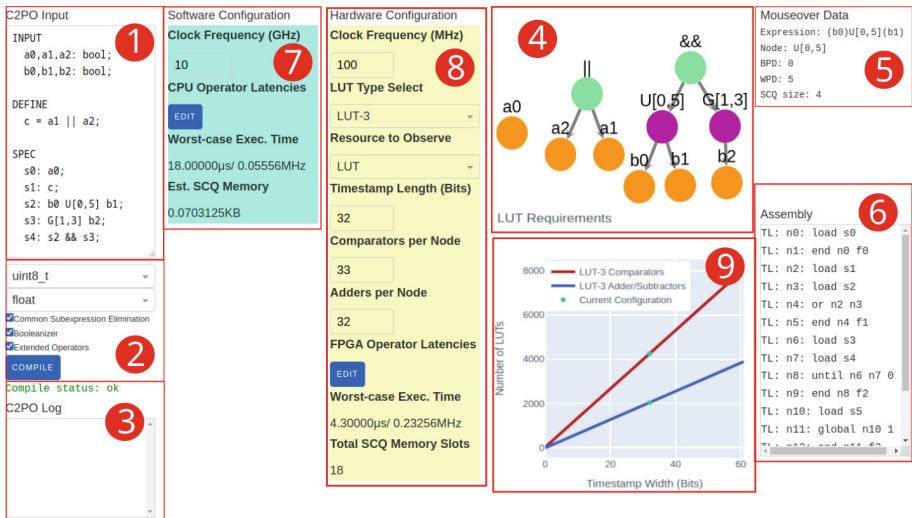 C2PO Input
1
INPUT
a0,a1,a2: bool;
b0,b1,b2: bool;
DEFINE
c = a1 || a2;
SPEC
s0: a0;
s1: c;
s2: b0 U[0,5] b1;
s3: G[1,3] b2;
s4: s2 && s3;
uint8_t
float
Common Subexpression Elimination
Booleanizer
Extended Operators
COMPILE
2
Compile status: ok
C2PO Log
3
Software Configuration
Clock Frequency (GHz)
10
7
CPU Operator Latencies
EDIT
Worst-case Exec. Time
18.00000μs/ 0.05556MHz
Est. SCQ Memory
0.0703125KB
Hardware Configuration
Clock Frequency (MHz)
100
8
LUT Type Select
LUT-3
Resource to Observe
LUT
Timestamp Length (Bits)
32
Comparators per Node
33
Adders per Node
32
FPGA Operator Latencies
EDIT
Worst-case Exec. Time
4.30000μs/ 0.23256MHz
Total SCQ Memory Slots
18
4
&&
||
U[0,5]
G[1,3]
a0
a2
a1
b0
b1
b2
LUT Requirements
9
8000
6000
4000
2000
0
Number of LUTs
LUT-3 Comparators
LUT-3 Adder/Subtractors
Current Configuration
0
20
40
60
Timestamp Width (Bits)
Mouseover Data
Expression: (b0)U[0,5](b1)
Node: U[0,5]
BPD: 0
WPD: 5
SCQ size: 4
5
6
Assembly
TL: n0: load s0
TL: n1: end n0 f0
TL: n2: load s1
TL: n3: load s2
TL: n4: or n2 n3
TL: n5: end n4 f1
TL: n6: load s3
TL: n7: load s4
TL: n8: until n6 n7 0
TL: n9: end n8 f2
TL: n10: load s5
TL: n11: global n10 1
TL: n12: end n11 f3